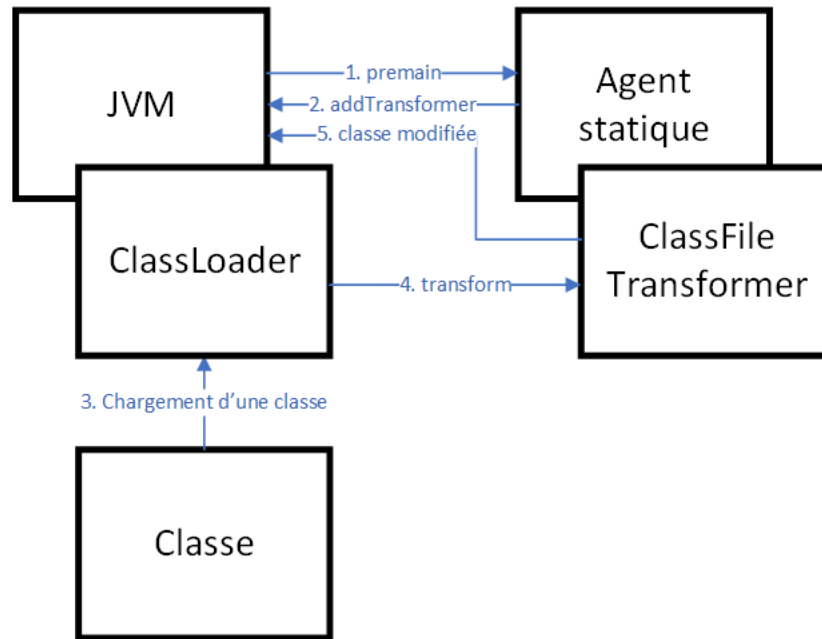 JVM
1. premain
2. addTransformer
5. classe modifiée
Agent
statique
ClassLoader
4. transform
ClassFile
Transformer
3. Chargement d’une classe
Classe